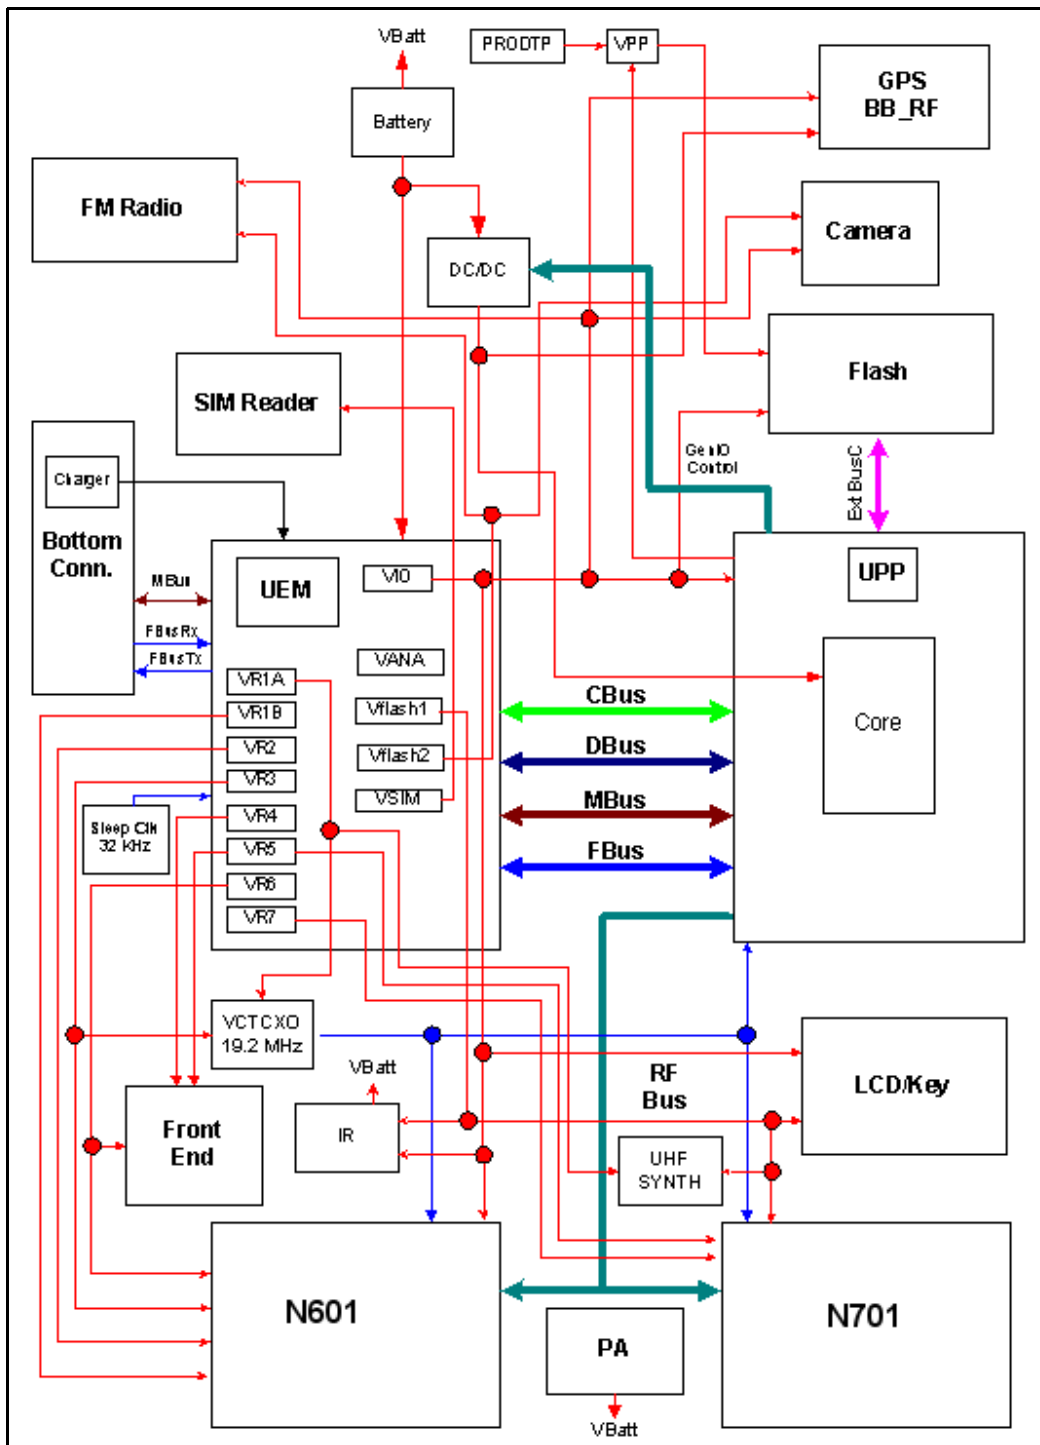 VBatt
PRODTP
VPP
GPS
BB_RF
Battery
FM Radio
Camera
DC/DC
Flash
SIM Reader
GenIO
Control
Ext BusC
Charger
Bottom
Conn.
MBus
FBusRx
FBusTx
UEM
VIO
UPP
VANA
VR1A
Vflash1
VR1B
Vflash2
VR2
VR3
VSIM
VR4
VR5
VR6
VR7
Sleep Clk
32 kHz
CBus
DBus
MBus
FBus
Core
VCTCXO
19.2 MHz
VBatt
RF
Bus
LCD/Key
Front
End
IR
UHF
SYNTH
N601
N701
PA
VBatt